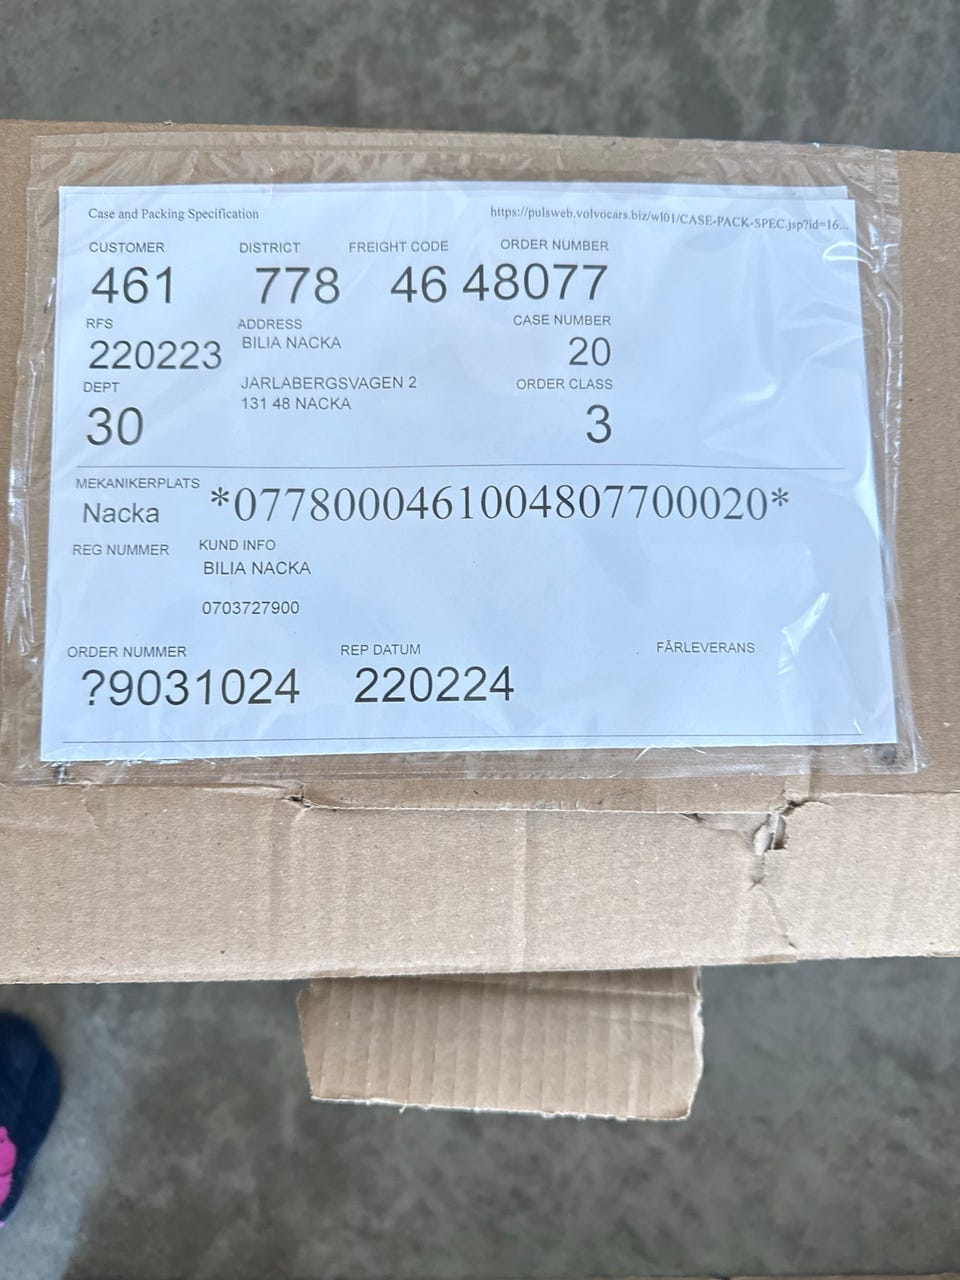 Case and Packing Specification https://pulsweb.volvocars.biz/wl01/CASE-PACK-SPEC.jsp?id=16...
CUSTOMER DISTRICT FREIGHT CODE ORDER NUMBER
461 778 46 48077
RFS ADDRESS CASE NUMBER
220223 BILIA NACKA 20
DEPT JARLABERGSVAGEN 2 ORDER CLASS
30 131 48 NACKA 3
MEKANIKERPLATS
Nacka *0778000461004807700020*
REG NUMMER KUND INFO
BILIA NACKA
0703727900
ORDER NUMMER REP DATUM FÄRLEVERANS
?9031024 220224